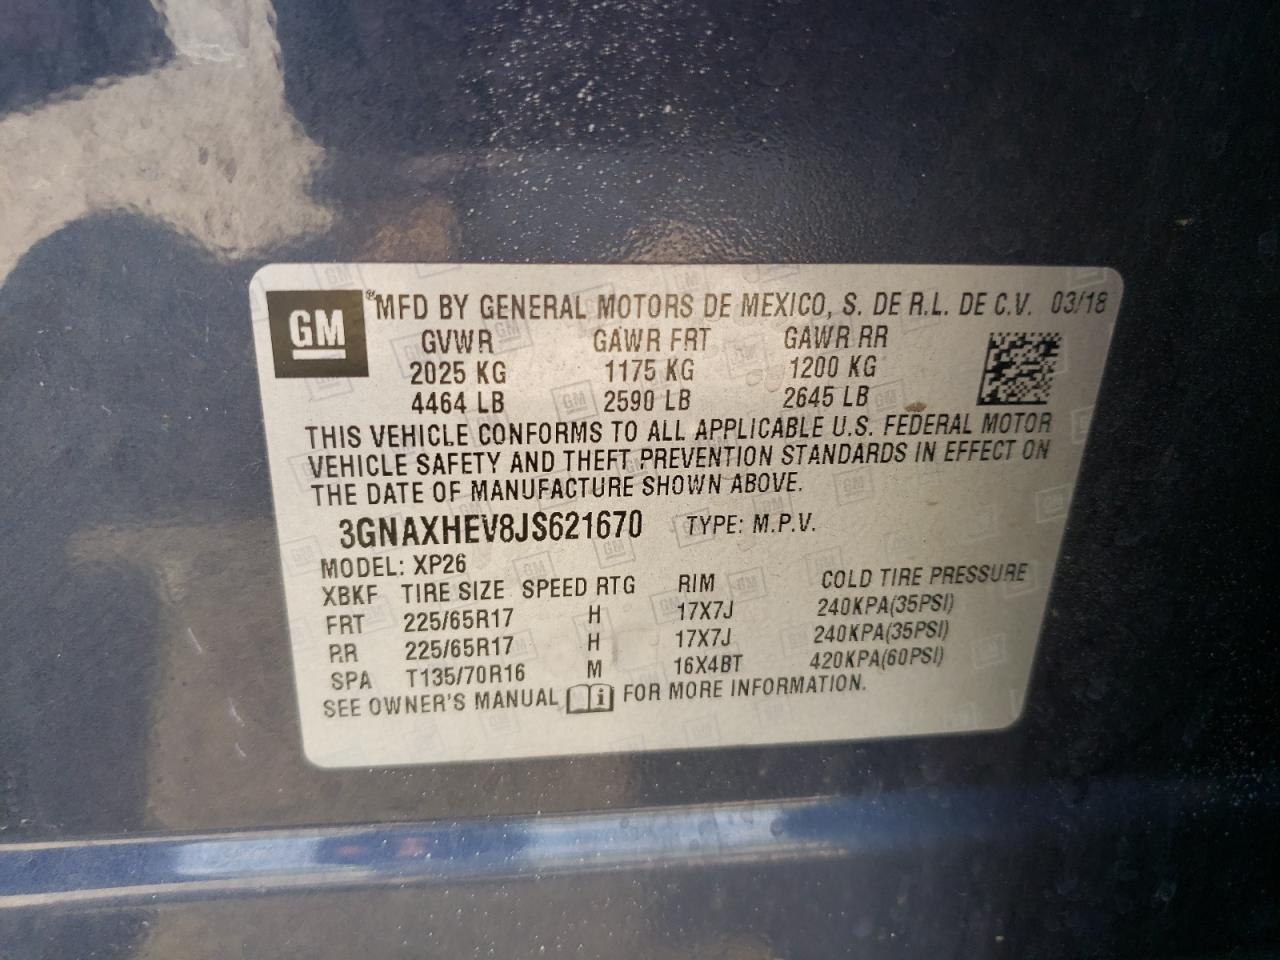 GM
® MFD BY GENERAL MOTORS DE MEXICO, S. DE R.L. DE C.V. 03/18
GVWR GAWR FRT GAWR RR
2025 KG 1175 KG 1200 KG
4464 LB 2590 LB 2645 LB
THIS VEHICLE CONFORMS TO ALL APPLICABLE U.S. FEDERAL MOTOR
VEHICLE SAFETY AND THEFT PREVENTION STANDARDS IN EFFECT ON
THE DATE OF MANUFACTURE SHOWN ABOVE.
3GNAXHEV8JS621670 TYPE: M.P.V.
MODEL: XP26
XBKF TIRE SIZE SPEED RTG RIM COLD TIRE PRESSURE
FRT 225/65R17 H 17X7J 240KPA(35PSI)
RR 225/65R17 H 17X7J 240KPA(35PSI)
SPA T135/70R16 M 16X4BT 420KPA(60PSI)
SEE OWNER'S MANUAL i FOR MORE INFORMATION.